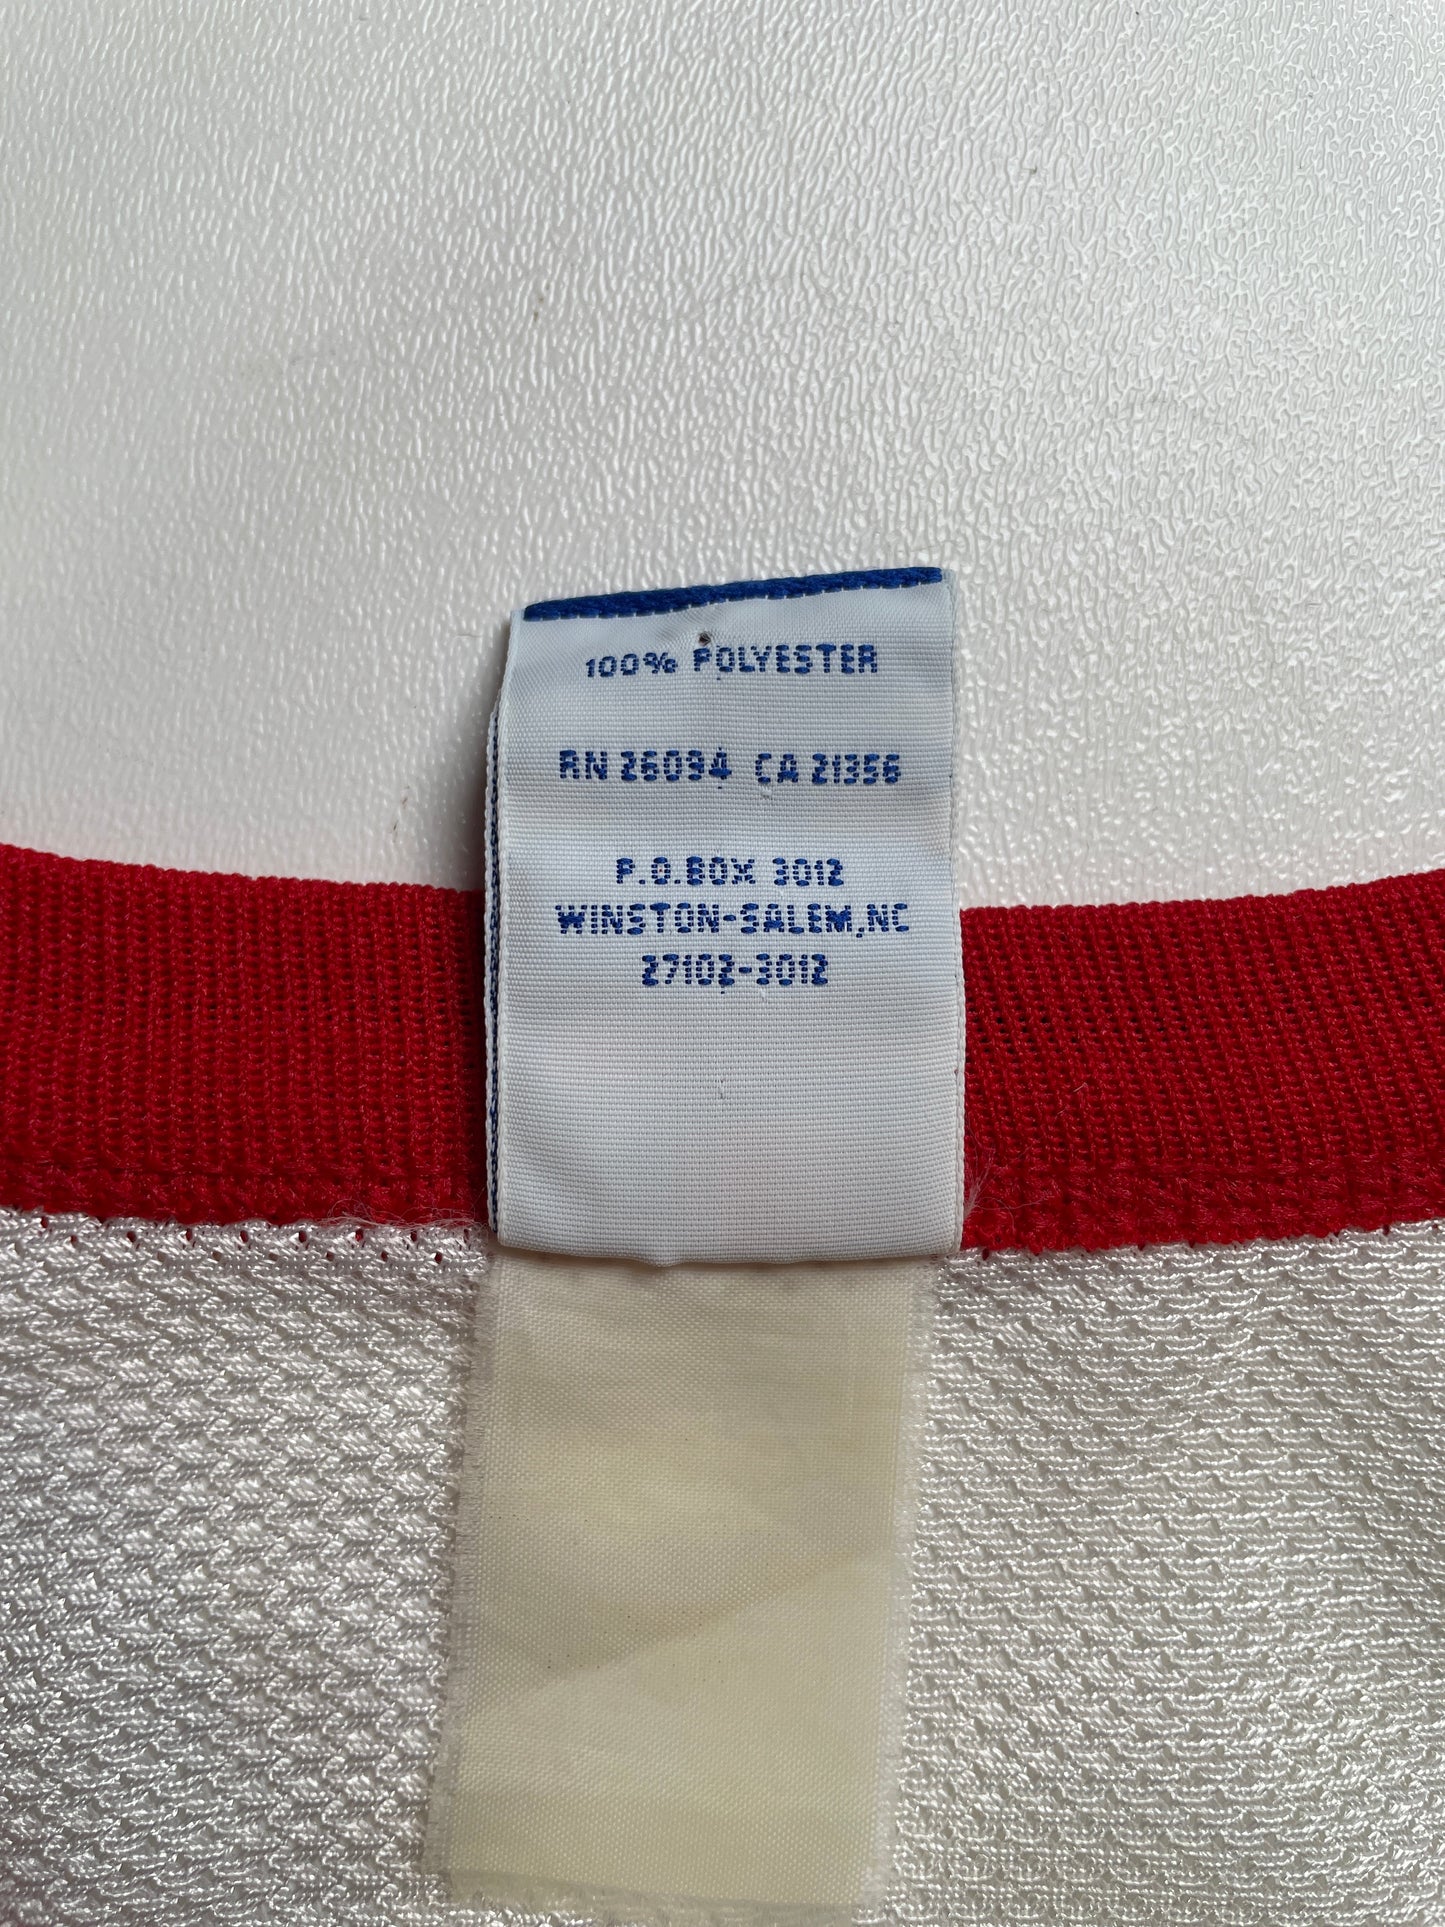 100% POLYESTER
RN 26094 CA 21356
P.O.BOX 3012
WINSTON-SALEM,NC
27102-3012